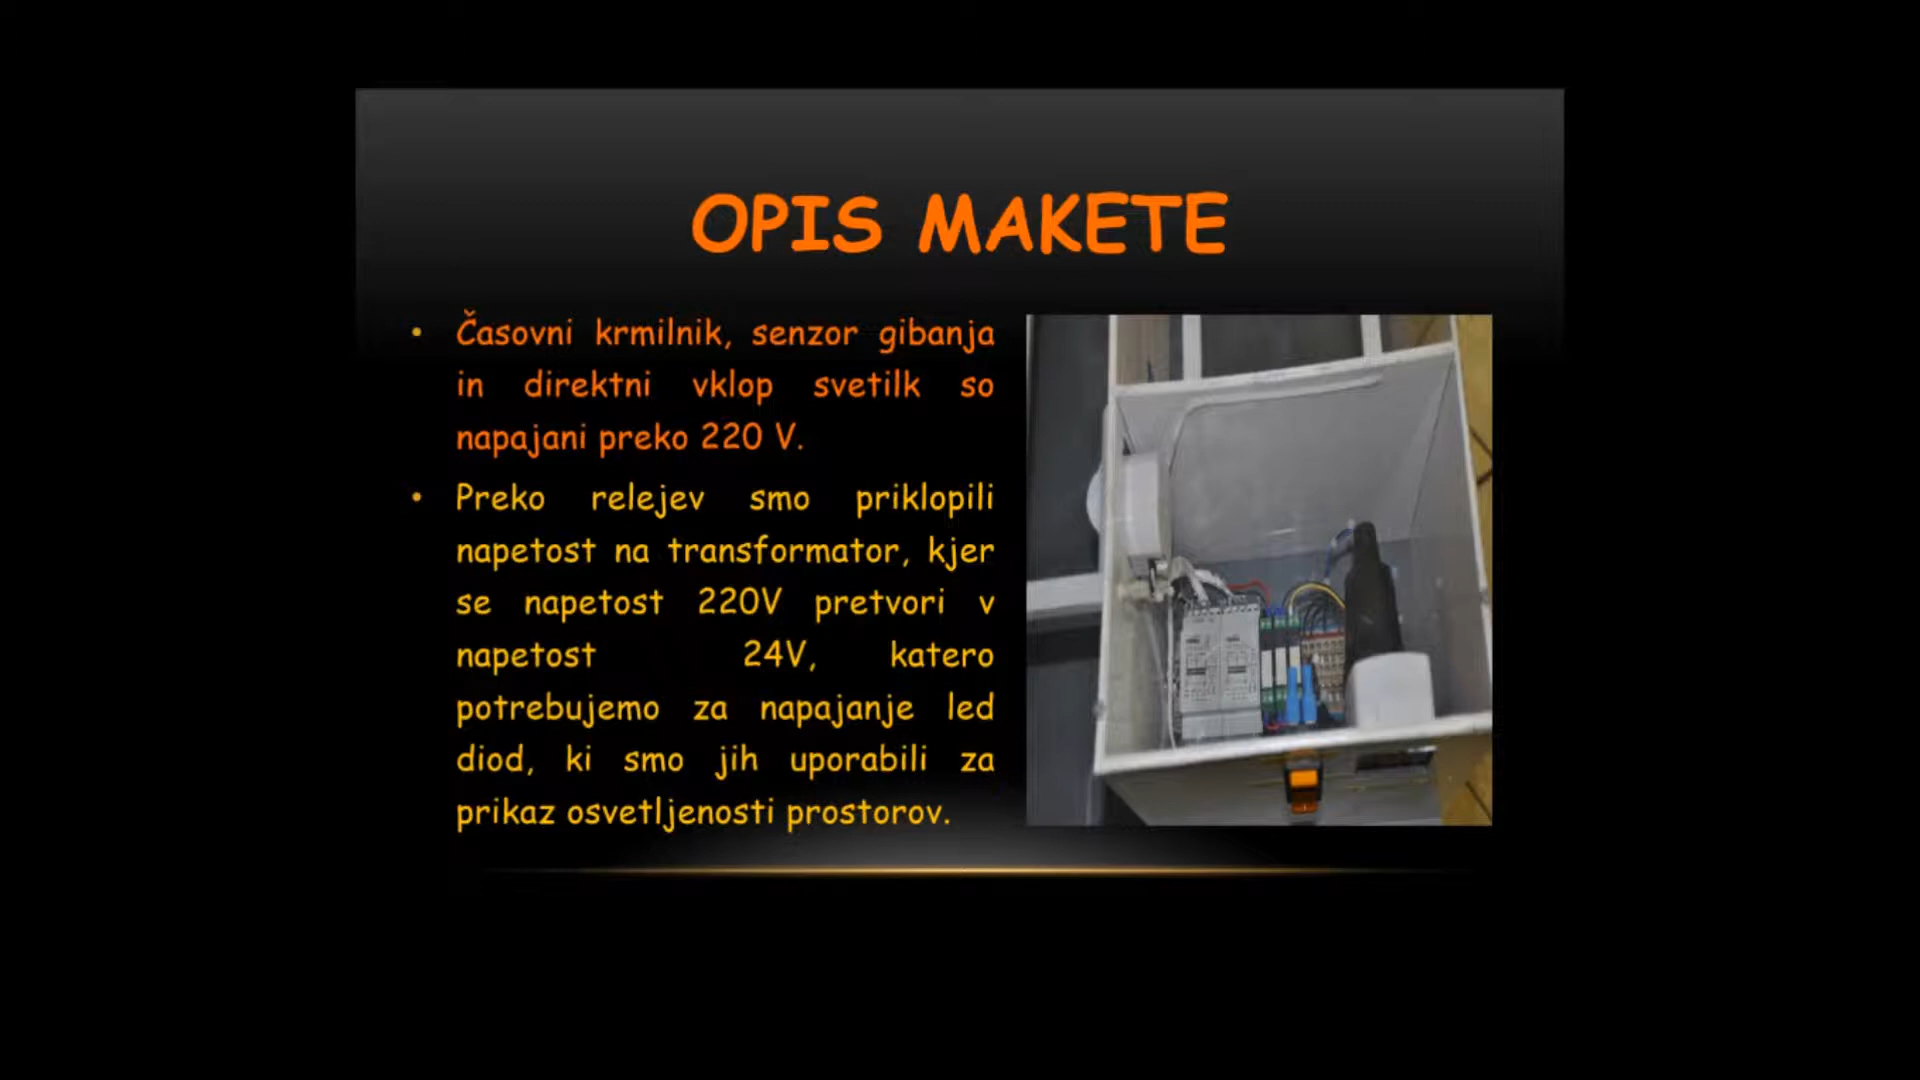 OPIS MAKETE
• Časovni krmilnik, senzor gibanja
in direktni vklop svetilk so
napajani preko 220 V.
• Preko relejev smo priklopili
napetost na transformator, kjer
se napetost 220V pretvori v
napetost 24V, katero
potrebujemo za napajanje led
diod, ki smo jih uporabili za
prikaz osvetljenosti prostorov.